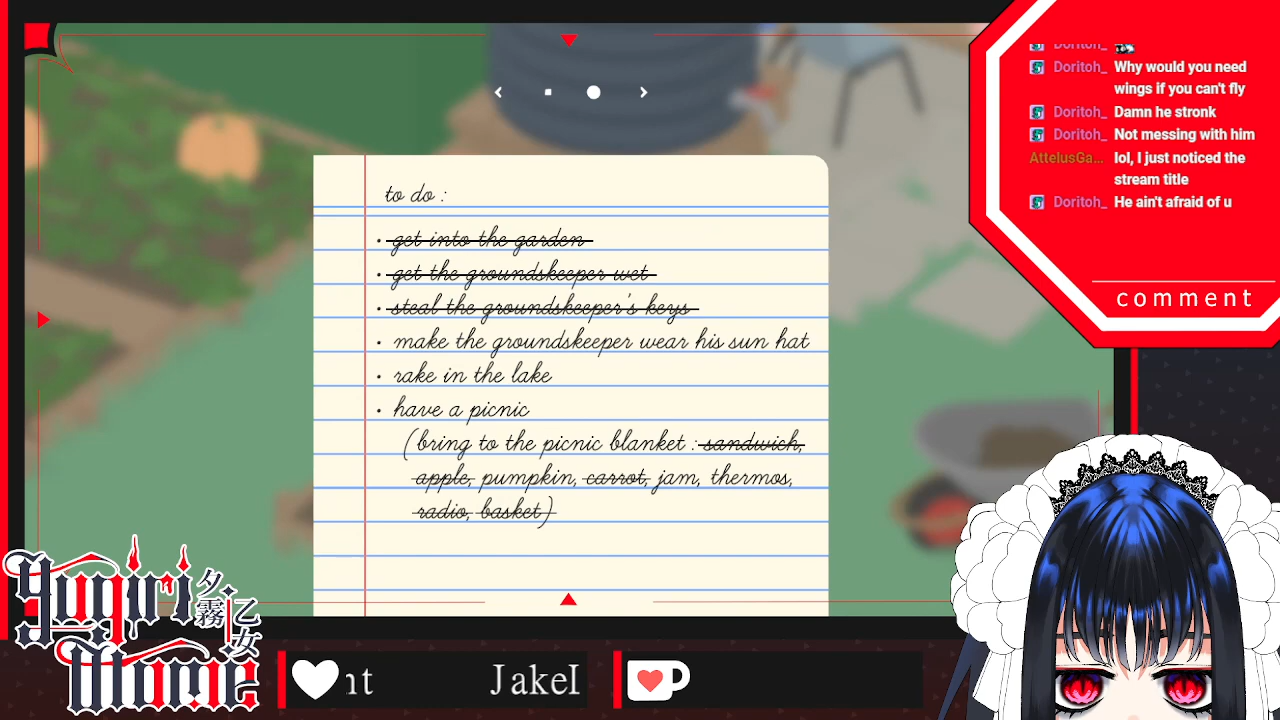 to do :
• get into the garden
• get the groundskeeper wet
• steal the groundskeeper's keys
• make the groundskeeper wear his sun hat
• rake in the lake
• have a picnic
(bring to the picnic blanket : sandwich,
apple, pumpkin, carrot, jam, thermos,
radio, basket)
Doritoh_
Doritoh_ Why would you need
wings if you can't fly
Doritoh_ Damn he stronk
Doritoh_ Not messing with him
AttelusGa... lol, I just noticed the
stream title
Doritoh_ He ain't afraid of u
comment
Yugiri 夕霧
Otome 乙女
nt JakeI